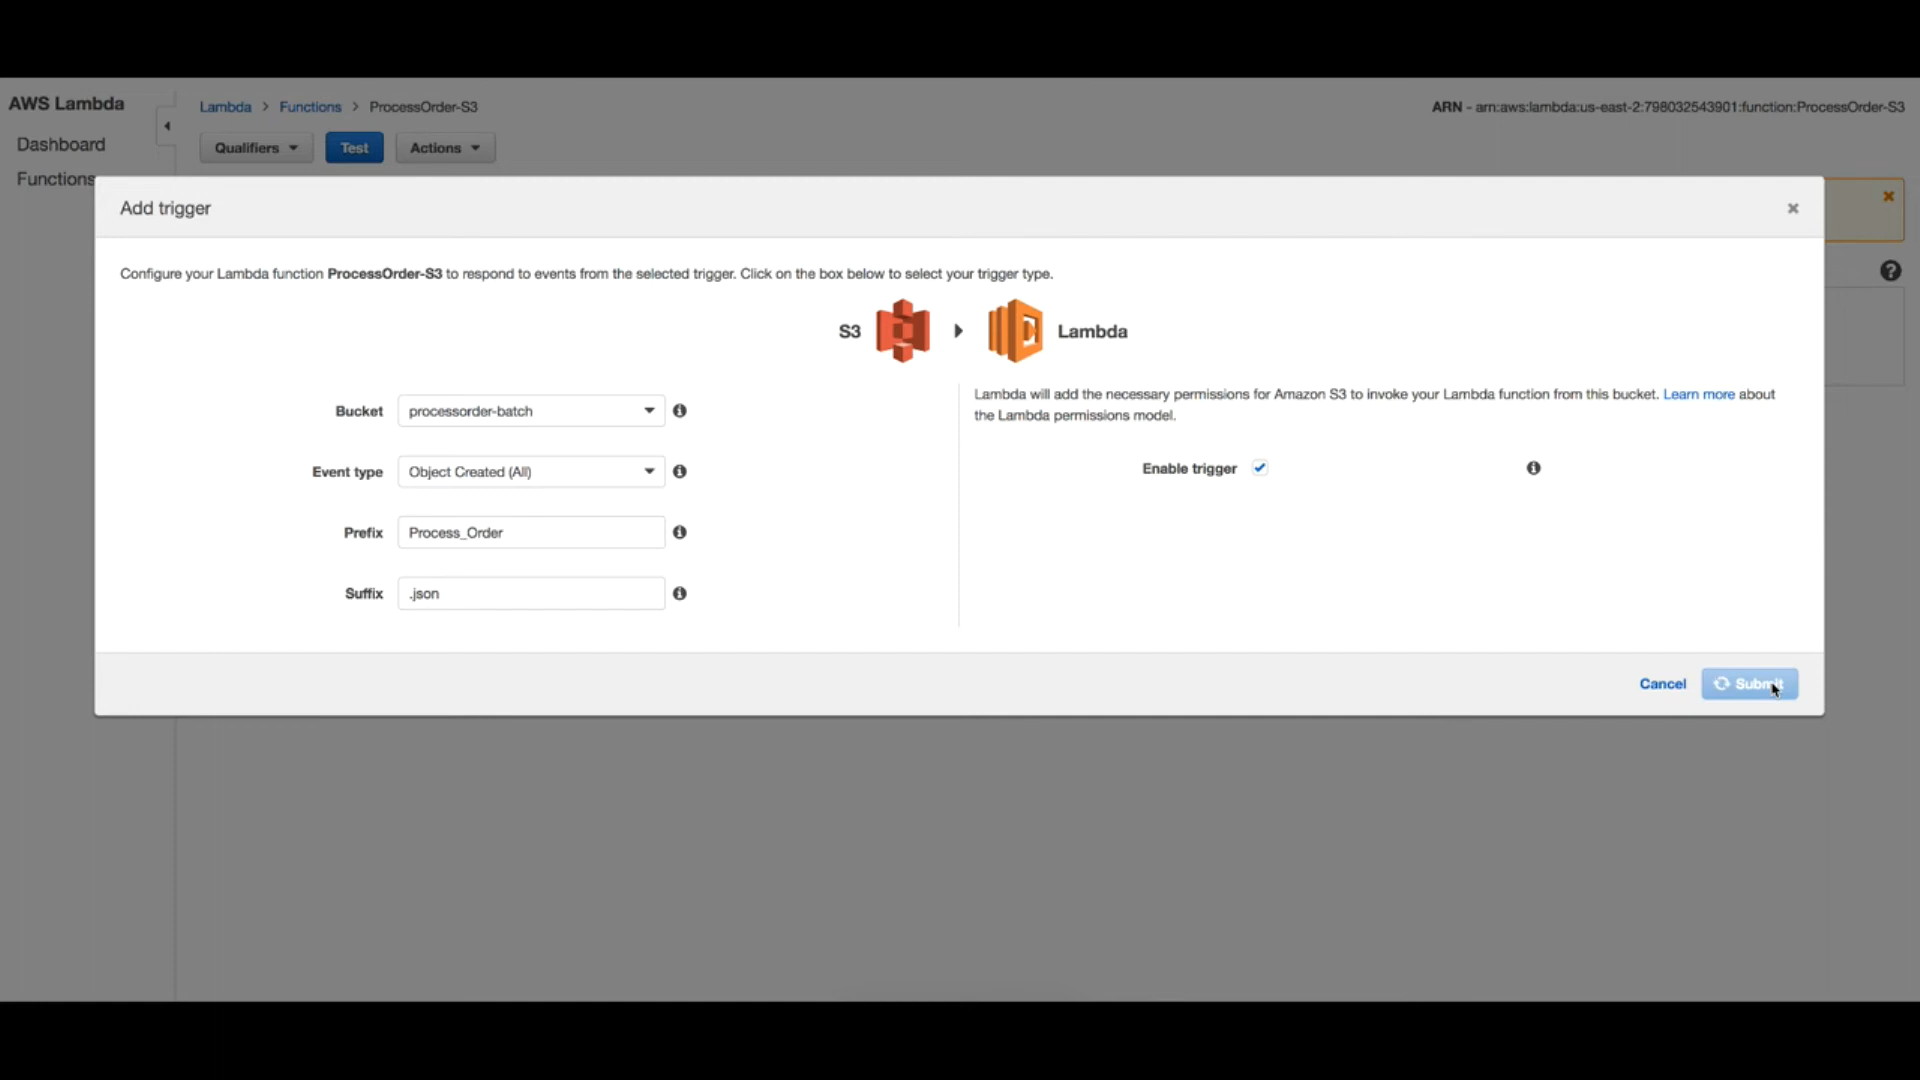 AWS Lambda
Dashboard
Functions
Lambda > Functions > ProcessOrder-S3
ARN - arn:aws:lambda:us-east-2:798032543901:function:ProcessOrder-S3
Qualifiers
Test
Actions
Add trigger
Configure your Lambda function ProcessOrder-S3 to respond to events from the selected trigger. Click on the box below to select your trigger type.
S3
Lambda
Bucket
processorder-batch
Event type
Object Created (All)
Prefix
Process_Order
Suffix
.json
Lambda will add the necessary permissions for Amazon S3 to invoke your Lambda function from this bucket. Learn more about
the Lambda permissions model.
Enable trigger
Cancel
Submit